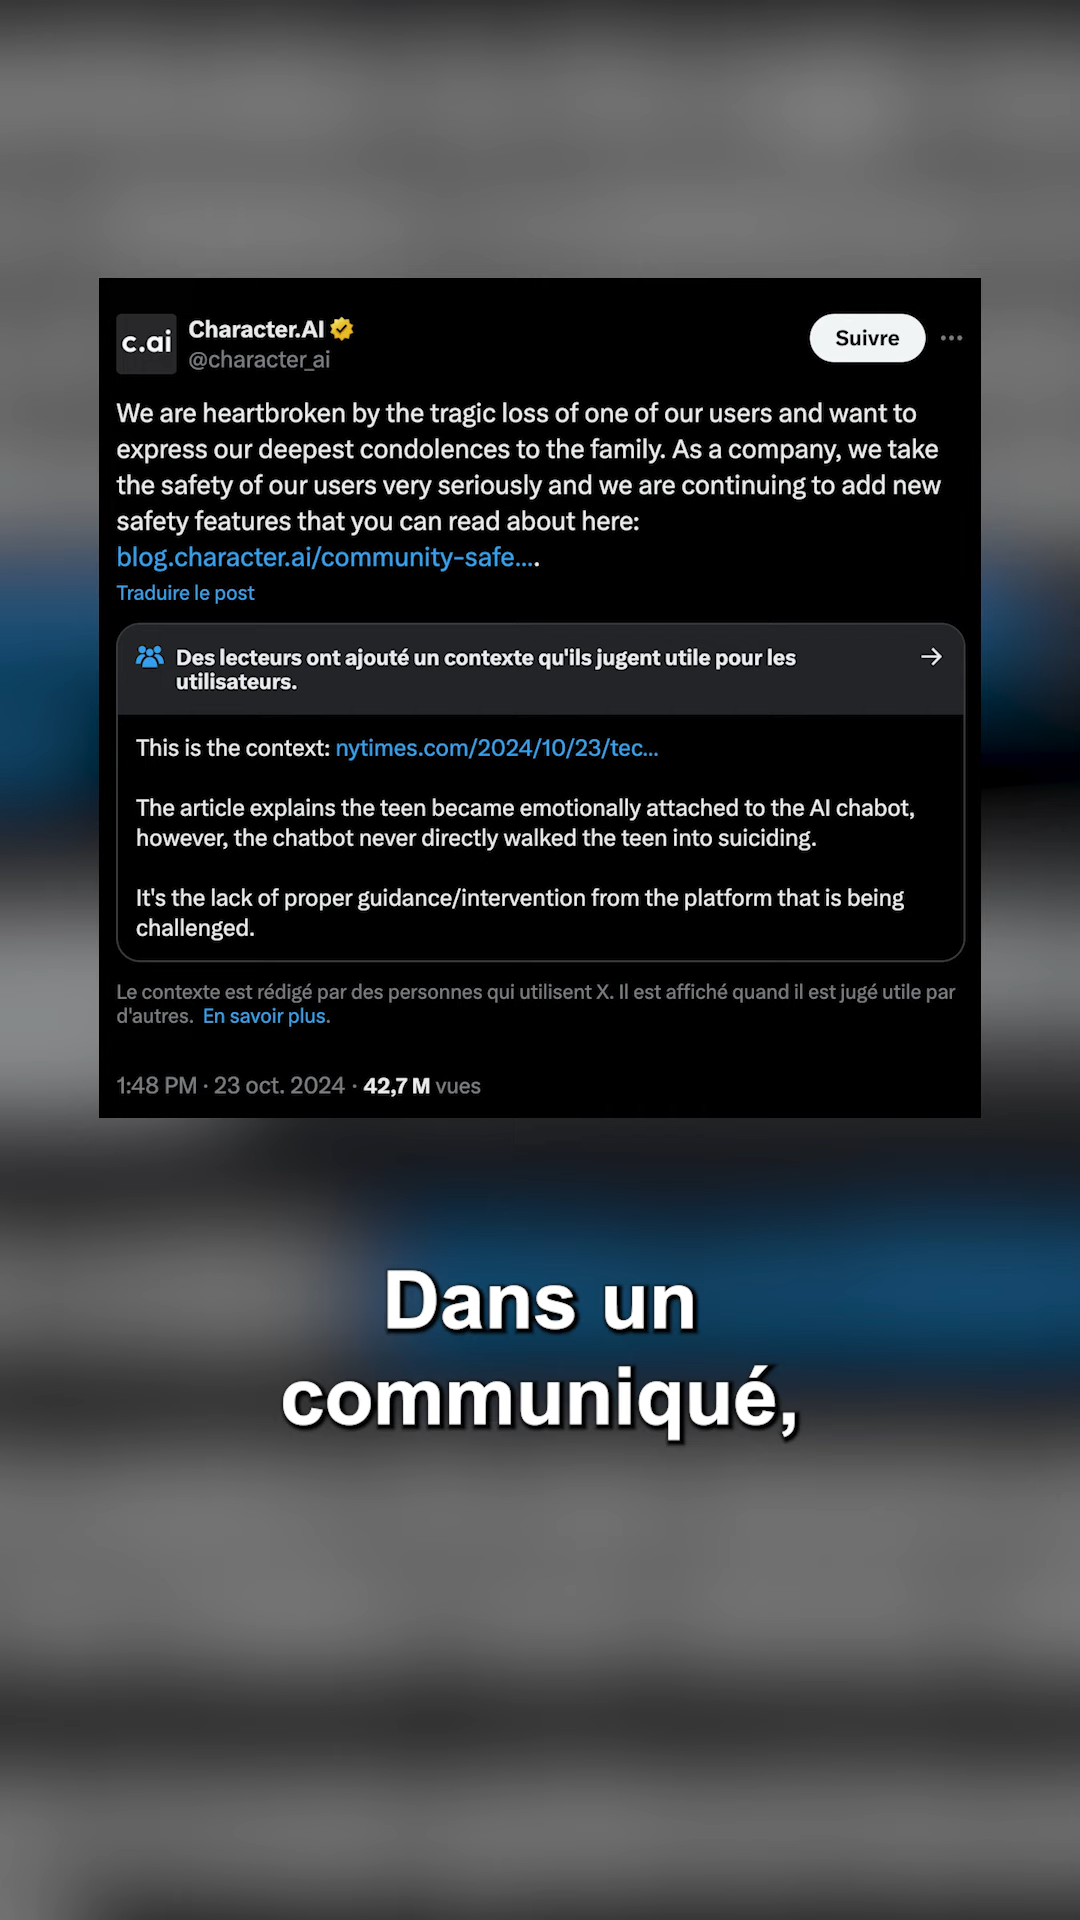 c.ai
Character.AI
@character_ai
Suivre
We are heartbroken by the tragic loss of one of our users and want to
express our deepest condolences to the family. As a company, we take
the safety of our users very seriously and we are continuing to add new
safety features that you can read about here:
blog.character.ai/community-safe....
Traduire le post
Des lecteurs ont ajouté un contexte qu'ils jugent utile pour les
utilisateurs.
This is the context: nytimes.com/2024/10/23/tec...
The article explains the teen became emotionally attached to the AI chabot,
however, the chatbot never directly walked the teen into suiciding.
It's the lack of proper guidance/intervention from the platform that is being
challenged.
Le contexte est rédigé par des personnes qui utilisent X. Il est affiché quand il est jugé utile par
d'autres. En savoir plus.
1:48 PM · 23 oct. 2024 · 42,7 M vues
Dans un
communiqué,